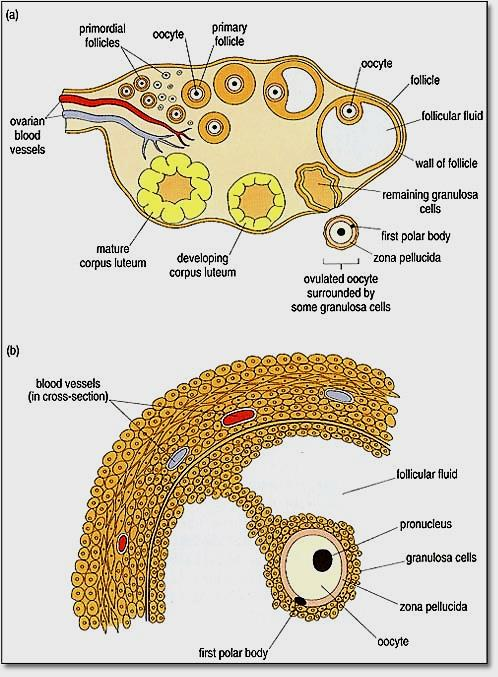 (a)
primordial
follicles
oocyte
primary
follicle
oocyte
follicle
follicular fluid
wall of follicle
ovarian
blood
vessels
remaining granulosa
cells
first polar body
zona pellucida
mature
corpus luteum
developing
corpus luteum
ovulated oocyte
surrounded by
some granulosa cells
(b)
blood vessels
(in cross-section)
follicular fluid
pronucleus
granulosa cells
zona pellucida
oocyte
first polar body